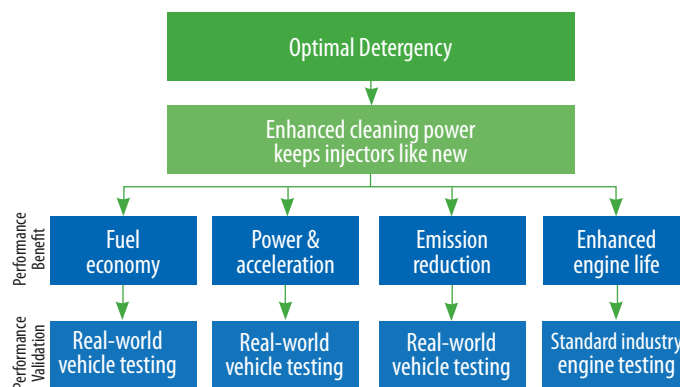 Optimal Detergency
Enhanced cleaning power
keeps injectors like new
Performance
Benefit
Fuel
economy
Power &
acceleration
Emission
reduction
Enhanced
engine life
Performance
Validation
Real-world
vehicle testing
Real-world
vehicle testing
Real-world
vehicle testing
Standard industry
engine testing